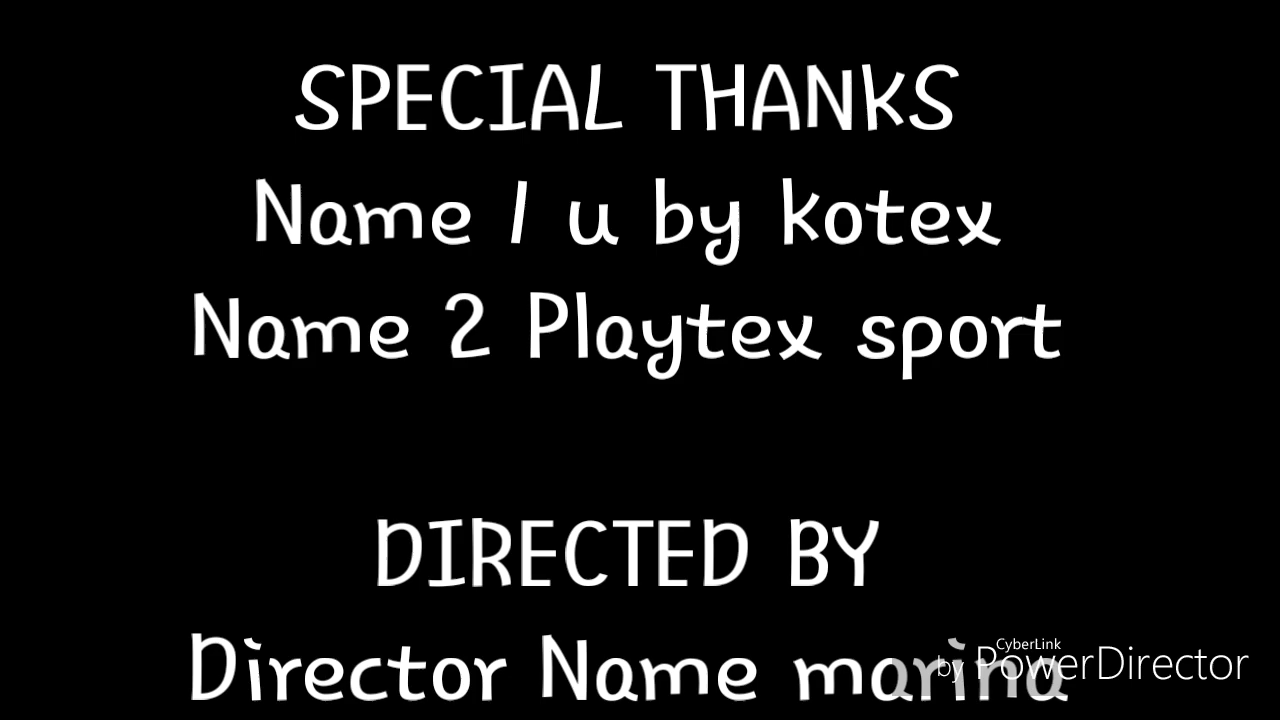 SPECIAL THANKS
Name 1 u by kotex
Name 2 Playtex sport
DIRECTED BY
Director Name marina
CyberLink
by PowerDirector